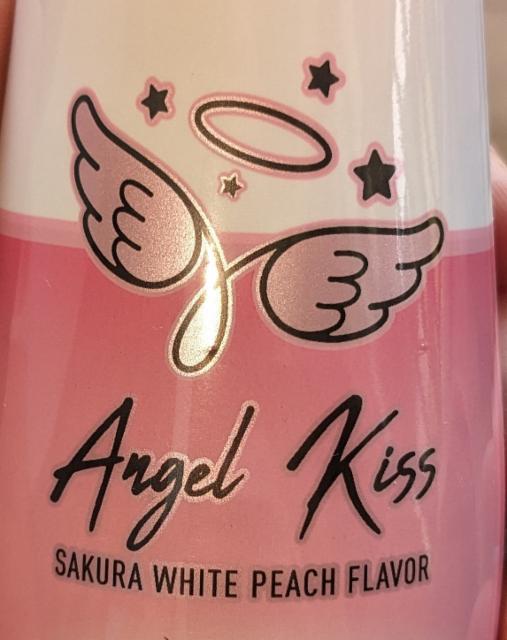 Angel Kiss
SAKURA WHITE PEACH FLAVOR